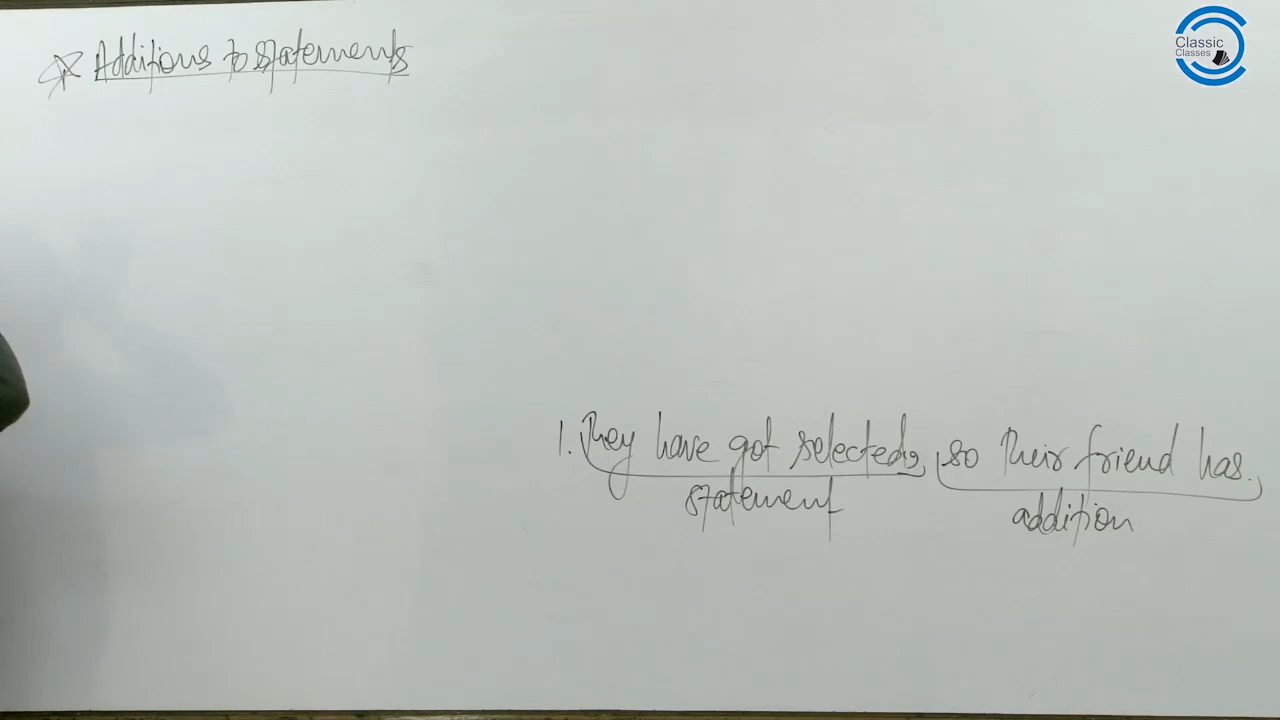 Additions to statements
Classic
Classes
1. They have got selected, so their friend has.
statement addition